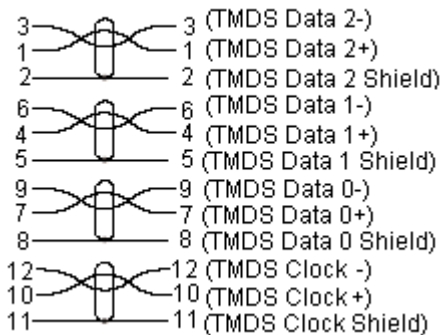 3 3 (TMDS Data 2-)
1 1 (TMDS Data 2+)
2 2 (TMDS Data 2 Shield)
6 6 (TMDS Data 1-)
4 4 (TMDS Data 1+)
5 5 (TMDS Data 1 Shield)
9 9 (TMDS Data 0-)
7 7 (TMDS Data 0+)
8 8 (TMDS Data 0 Shield)
12 12 (TMDS Clock -)
10 10 (TMDS Clock +)
11 11 (TMDS Clock Shield)